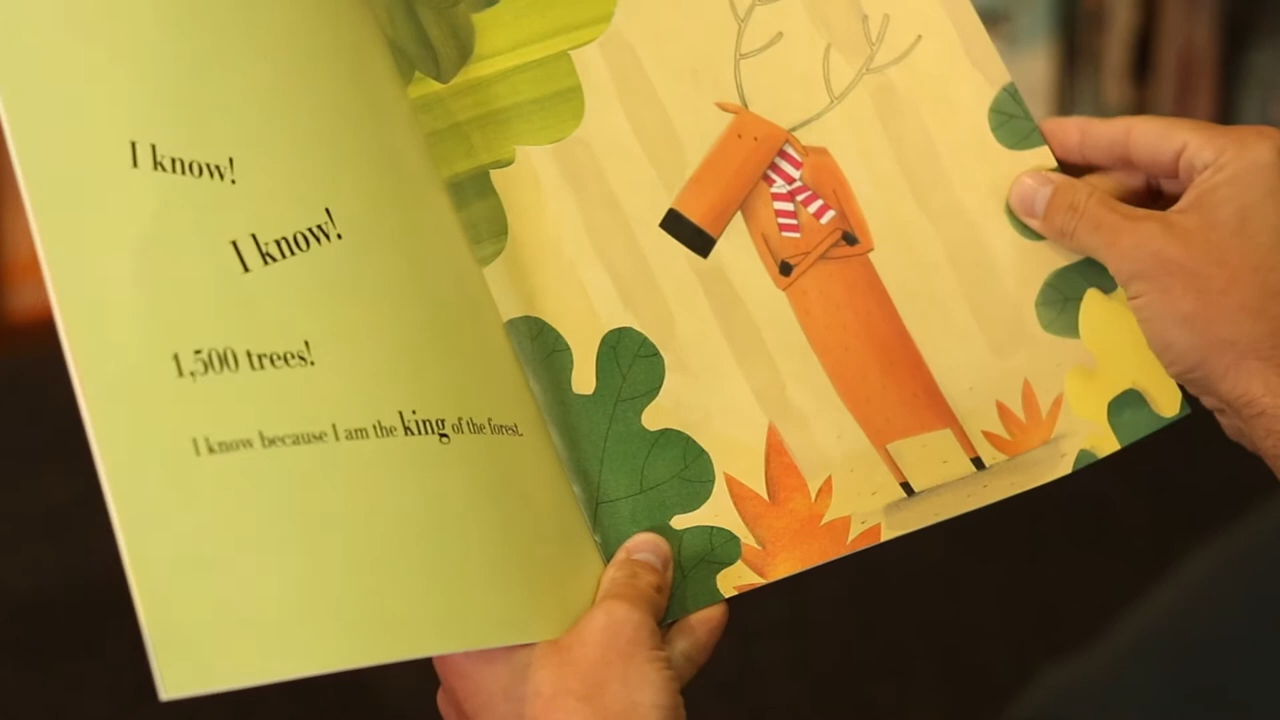 I know!
I know!
1,500 trees!
I know because I am the king of the forest.